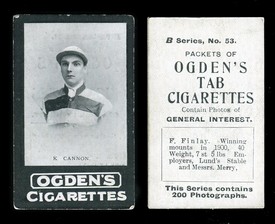 K. CANNON.
OGDEN'S
CIGARETTES
B Series, No. 53.
PACKETS OF
OGDEN'S
TAB
CIGARETTES
Contain Photos of
GENERAL INTEREST.
F. Finlay. Winning
mounts in 1900, 40
Weight, 7 st 5 lbs Em-
ployers, Lund's Stable
and Messrs. Merry.
This Series contains
200 Photographs.